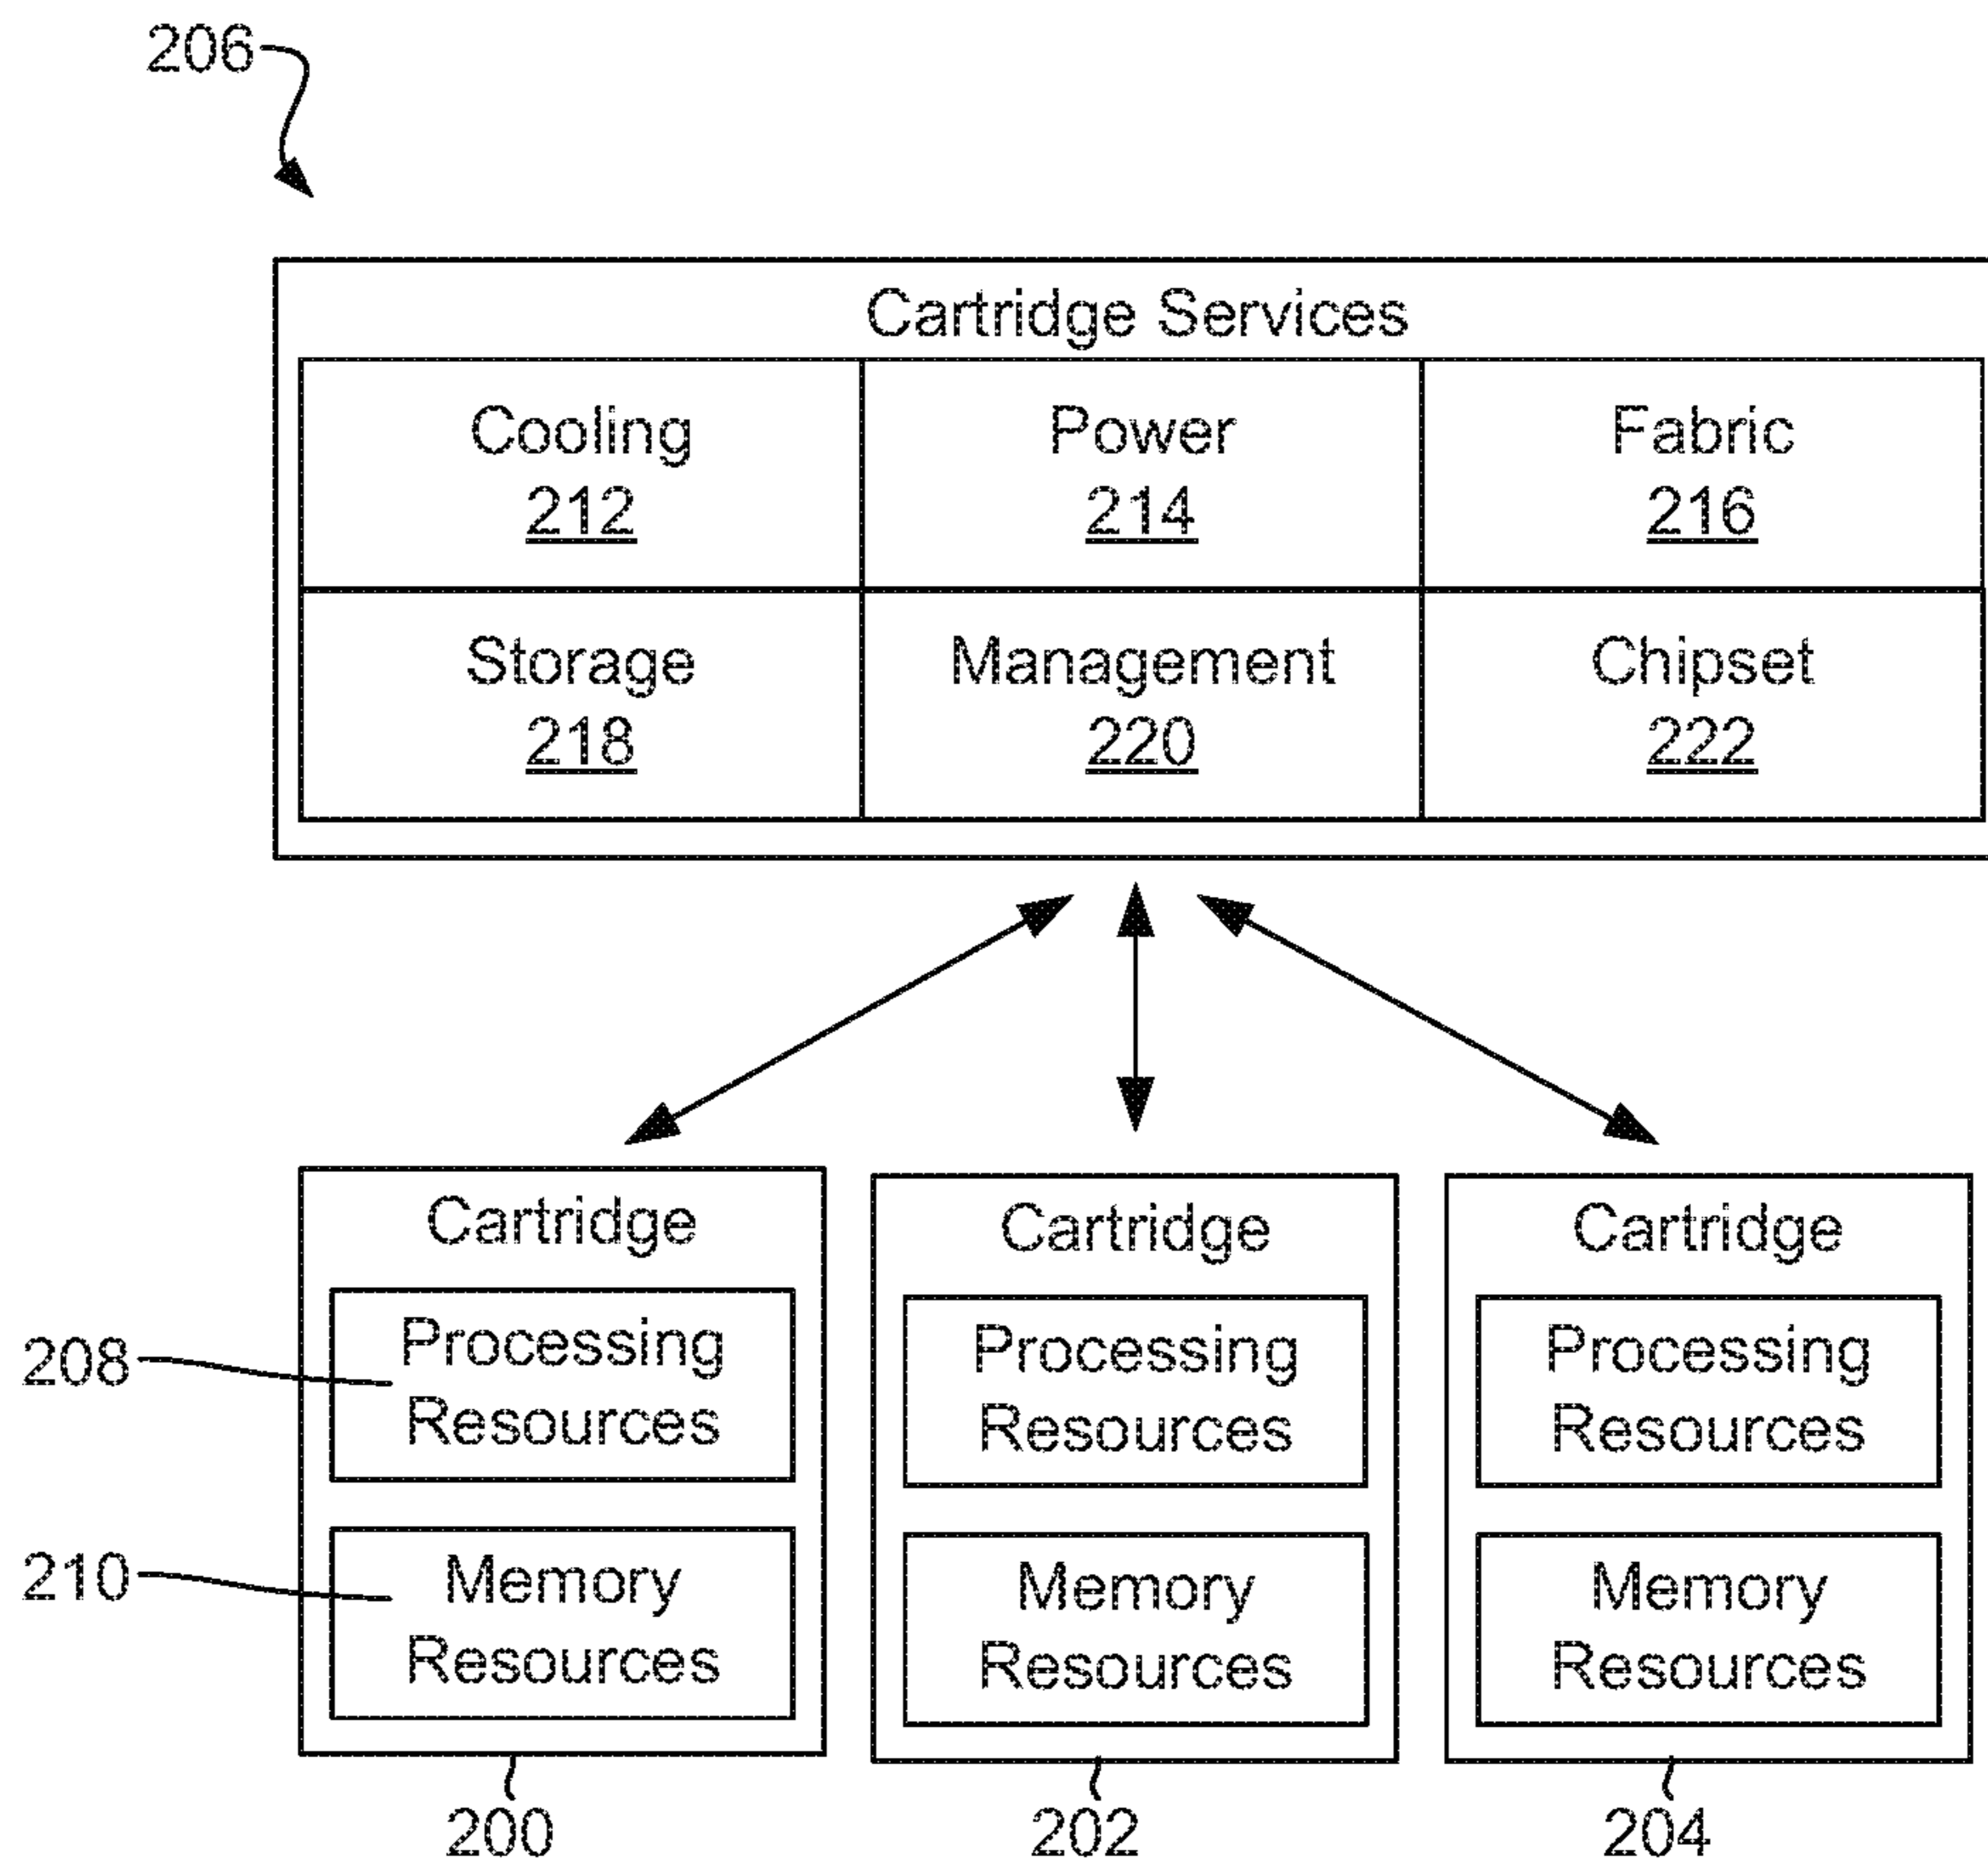 206
Cartridge Services
Cooling
212
Power
214
Fabric
216
Storage
218
Management
220
Chipset
222
Cartridge
Processing
Resources
Memory
Resources
Cartridge
Processing
Resources
Memory
Resources
Cartridge
Processing
Resources
Memory
Resources
208
210
200
202
204